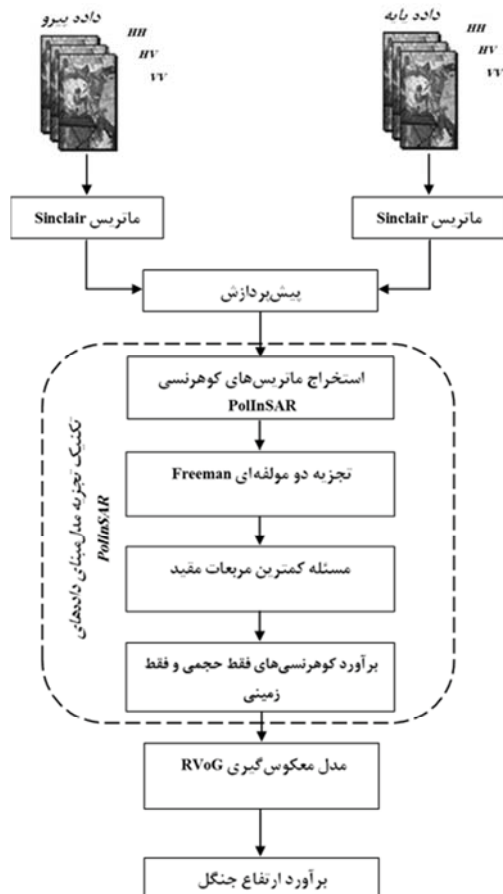 داده پایه
HH
HV
VV
داده پیرو
HH
HV
VV
ماتریس Sinclair
ماتریس Sinclair
پیش‌پردازش
تکنیک تجزیه مدل‌مبنای داده‌های
PolInSAR
استخراج ماتریس‌های کوهرنسی
PolInSAR
تجزیه دو مولفه‌ای Freeman
مسئله کمترین مربعات مقید
برآورد کوهرنسی‌های فقط حجمی و فقط
زمینی
مدل معکوس‌گیری RVoG
برآورد ارتفاع جنگل